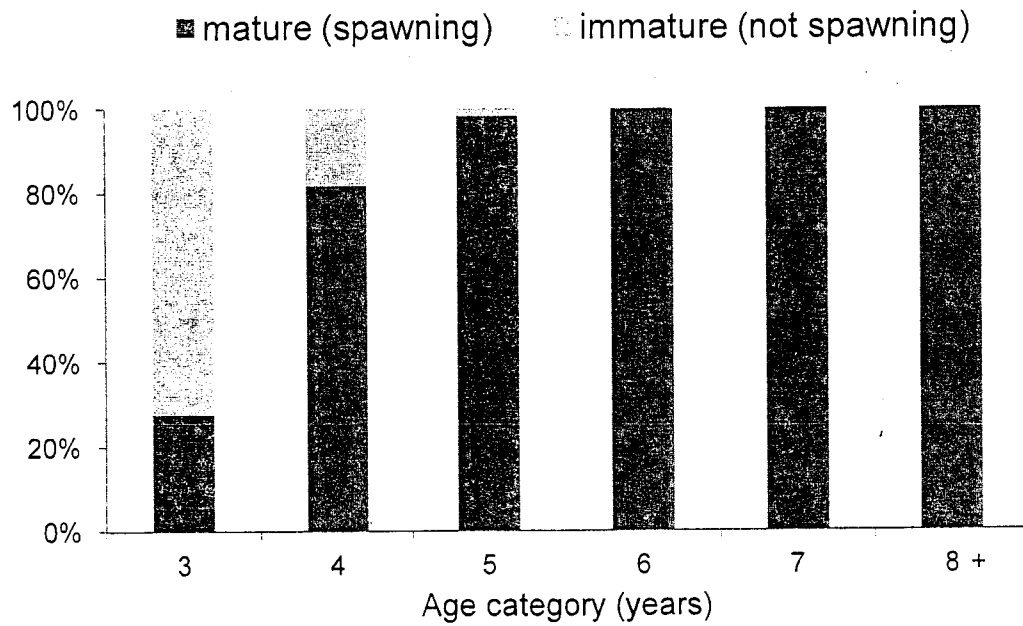 mature (spawning) immature (not spawning)
100%
80%
60%
40%
20%
0%
3 4 5 6 7 8 +
Age category (years)